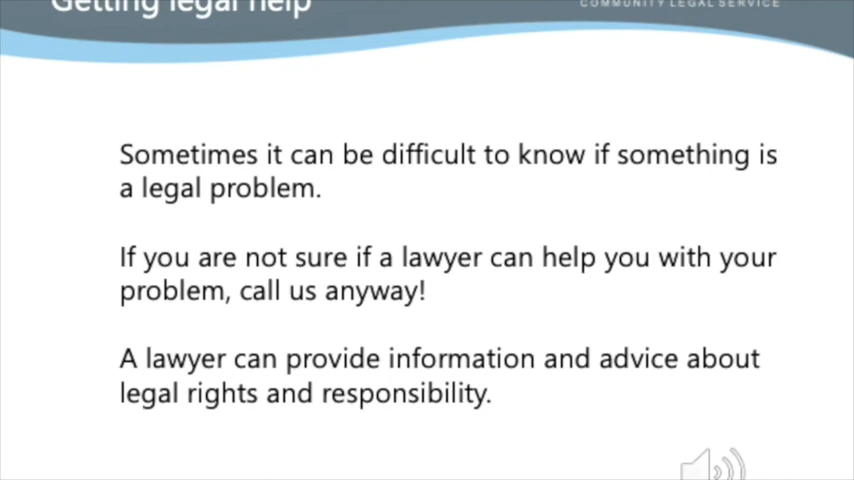 Getting legal help
COMMUNITY LEGAL SERVICE
Sometimes it can be difficult to know if something is
a legal problem.
If you are not sure if a lawyer can help you with your
problem, call us anyway!
A lawyer can provide information and advice about
legal rights and responsibility.